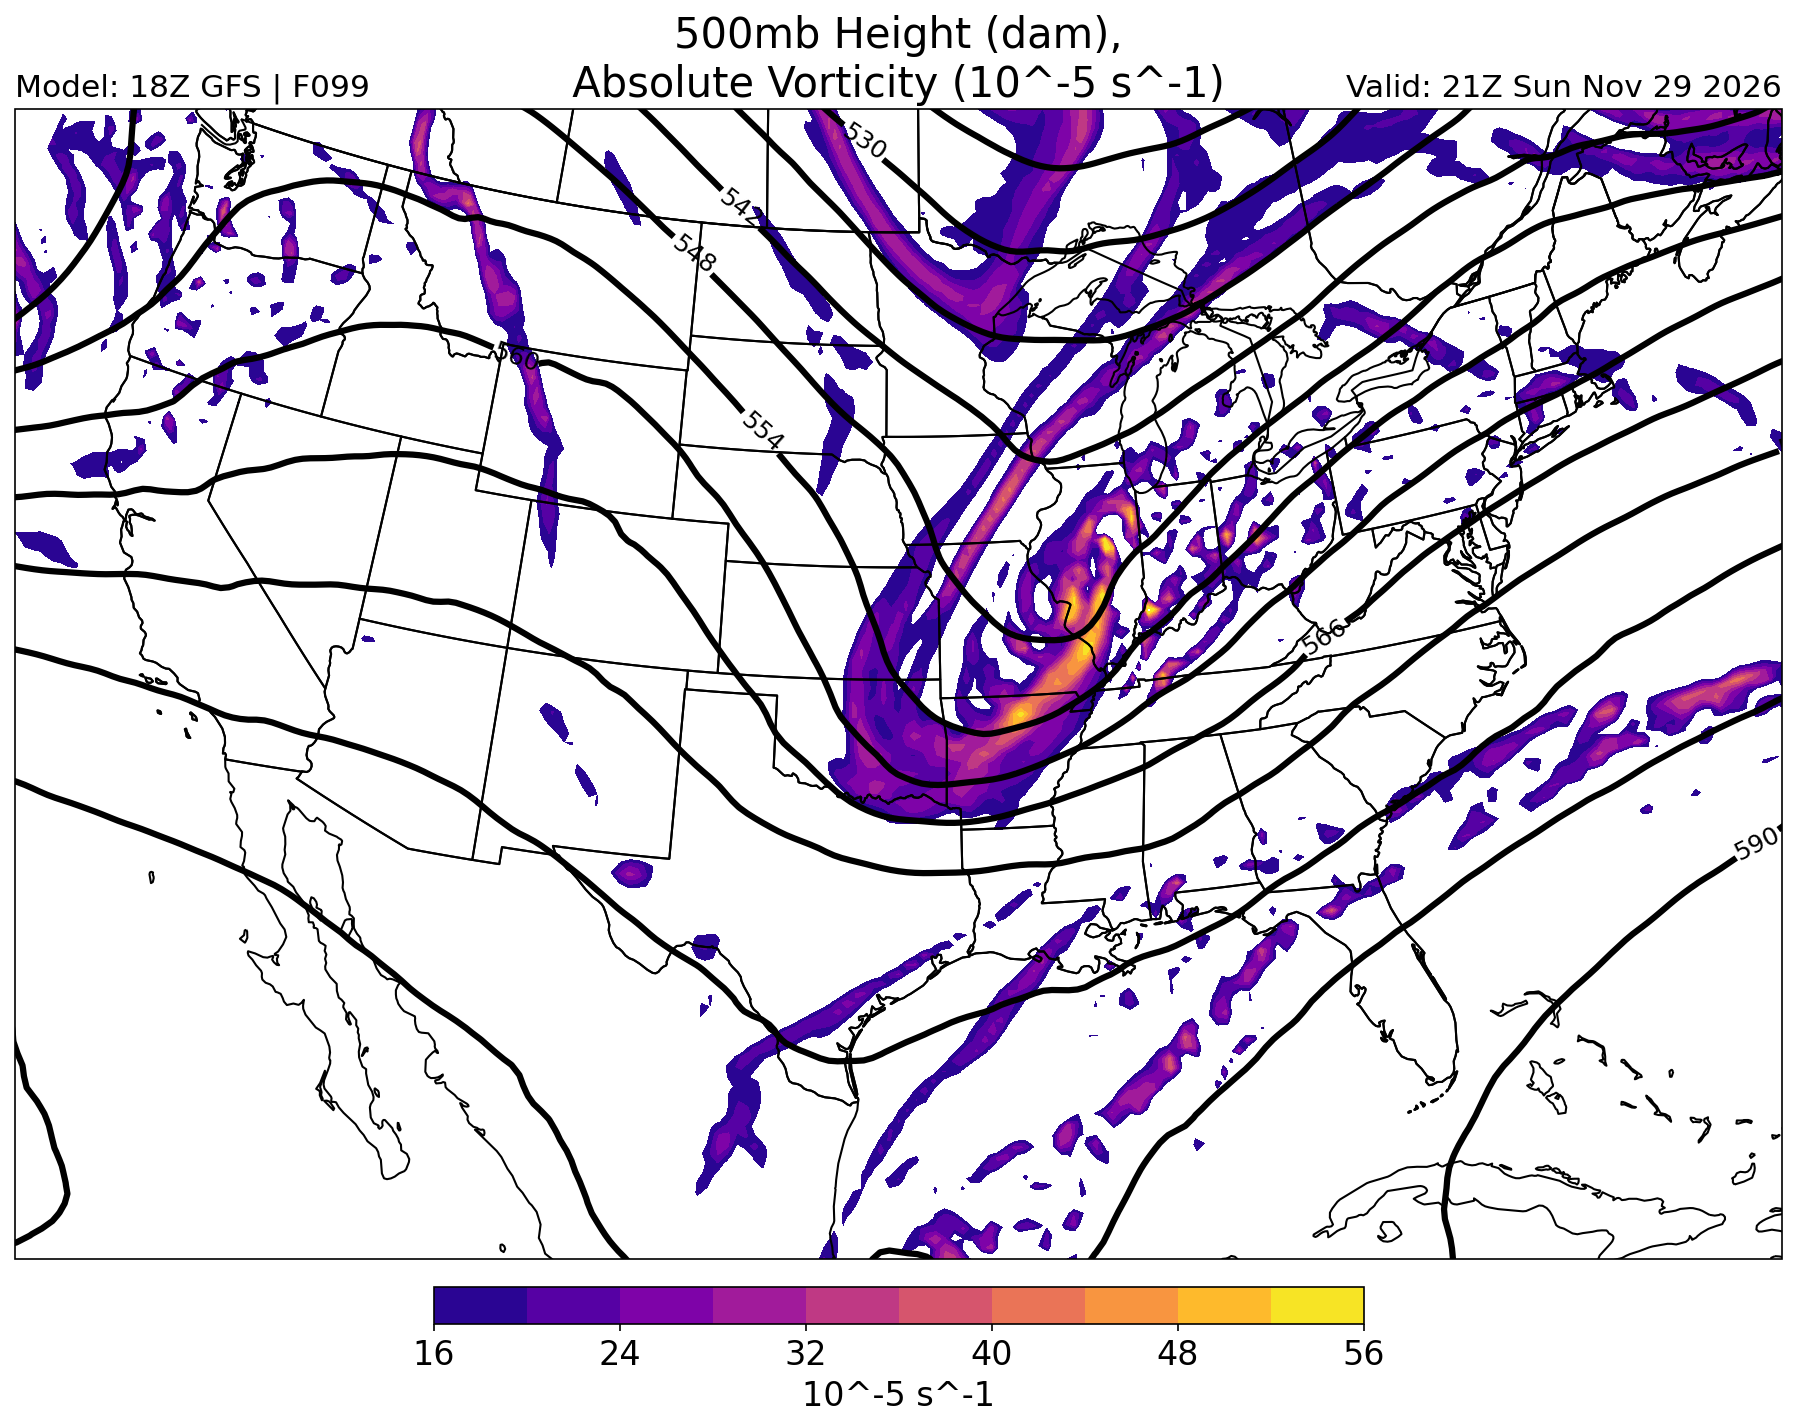 500mb Height (dam),
Model: 18Z GFS | F099
Absolute Vorticity (10^-5 s^-1)
Valid: 21Z Sun Nov 29 2026
530
542
548
560
554
566
590
16 24 32 40 48 56
10^-5 s^-1